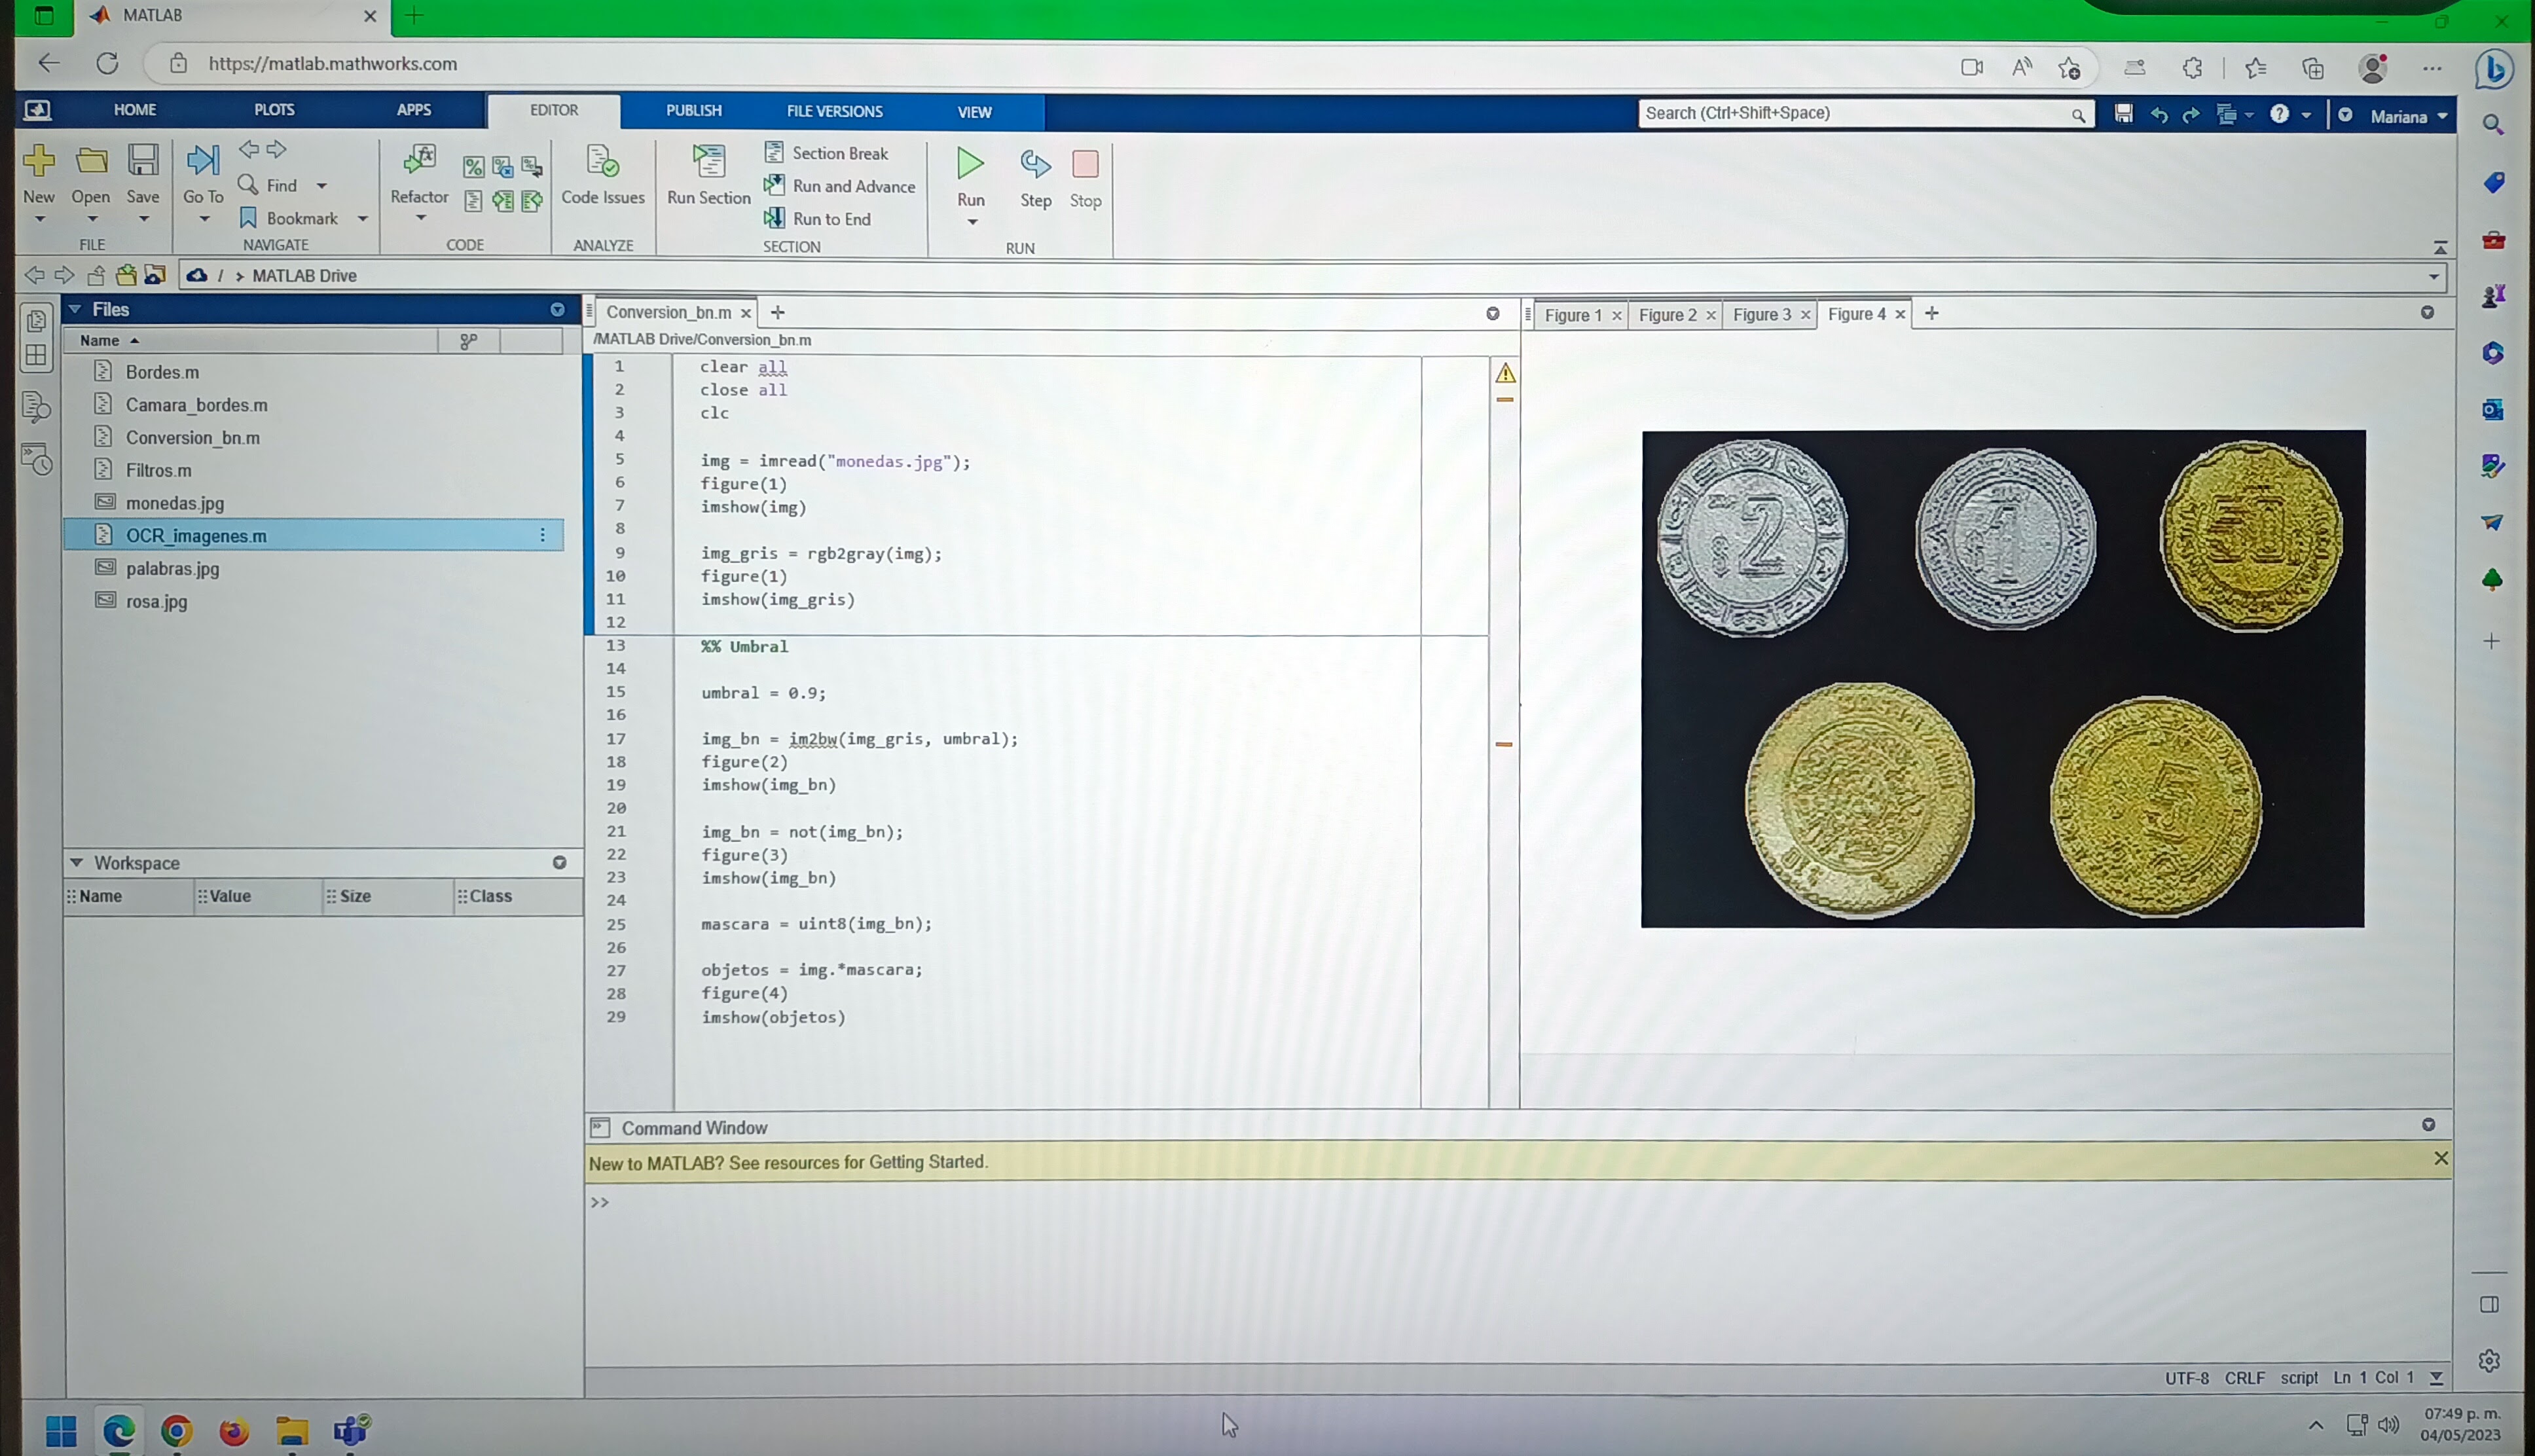 MATLAB
https://matlab.mathworks.com
HOME PLOTS APPS EDITOR PUBLISH FILE VERSIONS VIEW Search (Ctrl+Shift+Space) Mariana
New Open Save Go To Find Bookmark Refactor Code Issues Run Section Section Break Run and Advance Run to End Run Step Stop
FILE NAVIGATE CODE ANALYZE SECTION RUN
/ > MATLAB Drive
Files
Name
Bordes.m
Camara_bordes.m
Conversion_bn.m
Filtros.m
monedas.jpg
OCR_imagenes.m
palabras.jpg
rosa.jpg
Workspace
Name Value Size Class
Conversion_bn.m
/MATLAB Drive/Conversion_bn.m
1 clear all
2 close all
3 clc
4
5 img = imread("monedas.jpg");
6 figure(1)
7 imshow(img)
8
9 img_gris = rgb2gray(img);
10 figure(1)
11 imshow(img_gris)
12
13 %% Umbral
14
15 umbral = 0.9;
16
17 img_bn = im2bw(img_gris, umbral);
18 figure(2)
19 imshow(img_bn)
20
21 img_bn = not(img_bn);
22 figure(3)
23 imshow(img_bn)
24
25 mascara = uint8(img_bn);
26
27 objetos = img.*mascara;
28 figure(4)
29 imshow(objetos)
Figure 1 Figure 2 Figure 3 Figure 4
$2
$1
50
5
Command Window
New to MATLAB? See resources for Getting Started.
>>
UTF-8 CRLF script Ln 1 Col 1
07:49 p. m.
04/05/2023